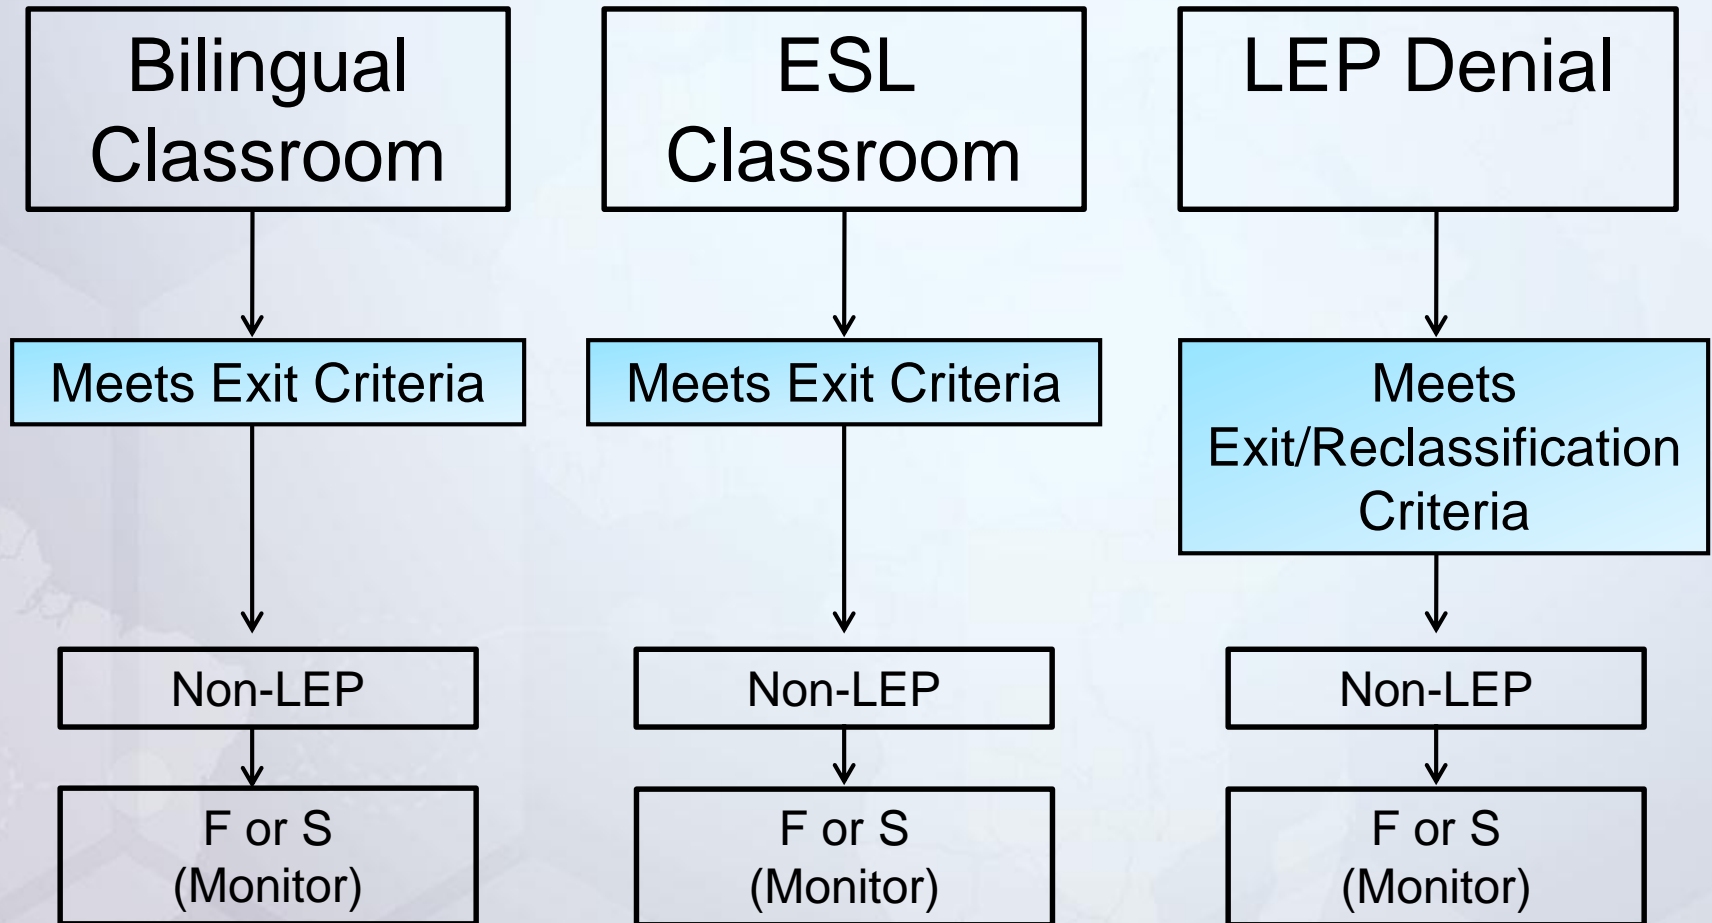 Bilingual
Classroom
ESL
Classroom
LEP Denial
Meets Exit Criteria
Meets Exit Criteria
Meets
Exit/Reclassification
Criteria
Non-LEP
Non-LEP
Non-LEP
F or S
(Monitor)
F or S
(Monitor)
F or S
(Monitor)